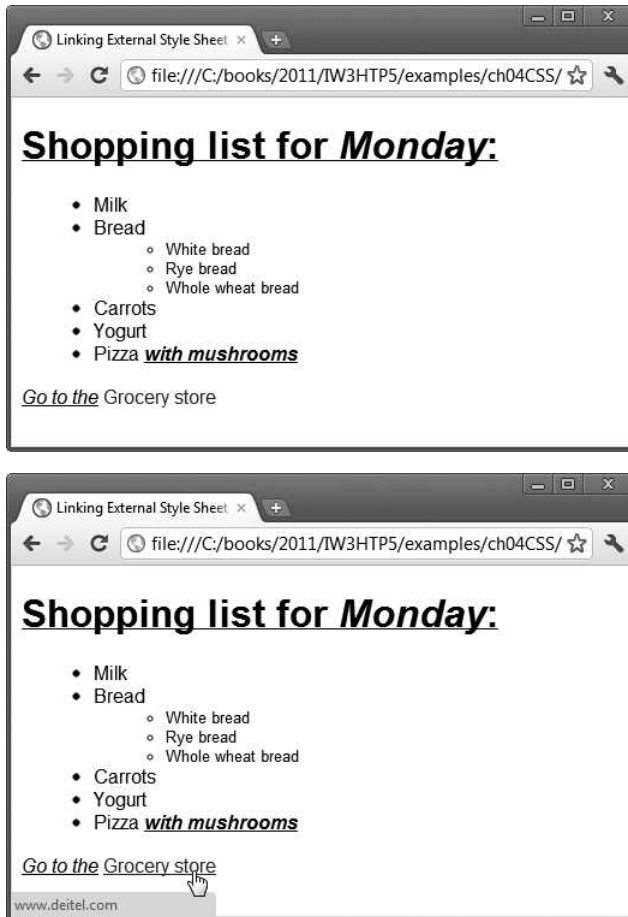 Linking External Style Sheet
file:///C:/books/2011/IW3HTP5/examples/ch04CSS/
Shopping list for Monday:
Milk
Bread
White bread
Rye bread
Whole wheat bread
Carrots
Yogurt
Pizza with mushrooms
Go to the Grocery store
Linking External Style Sheet
file:///C:/books/2011/IW3HTP5/examples/ch04CSS/
Shopping list for Monday:
Milk
Bread
White bread
Rye bread
Whole wheat bread
Carrots
Yogurt
Pizza with mushrooms
Go to the Grocery store
www.deitel.com